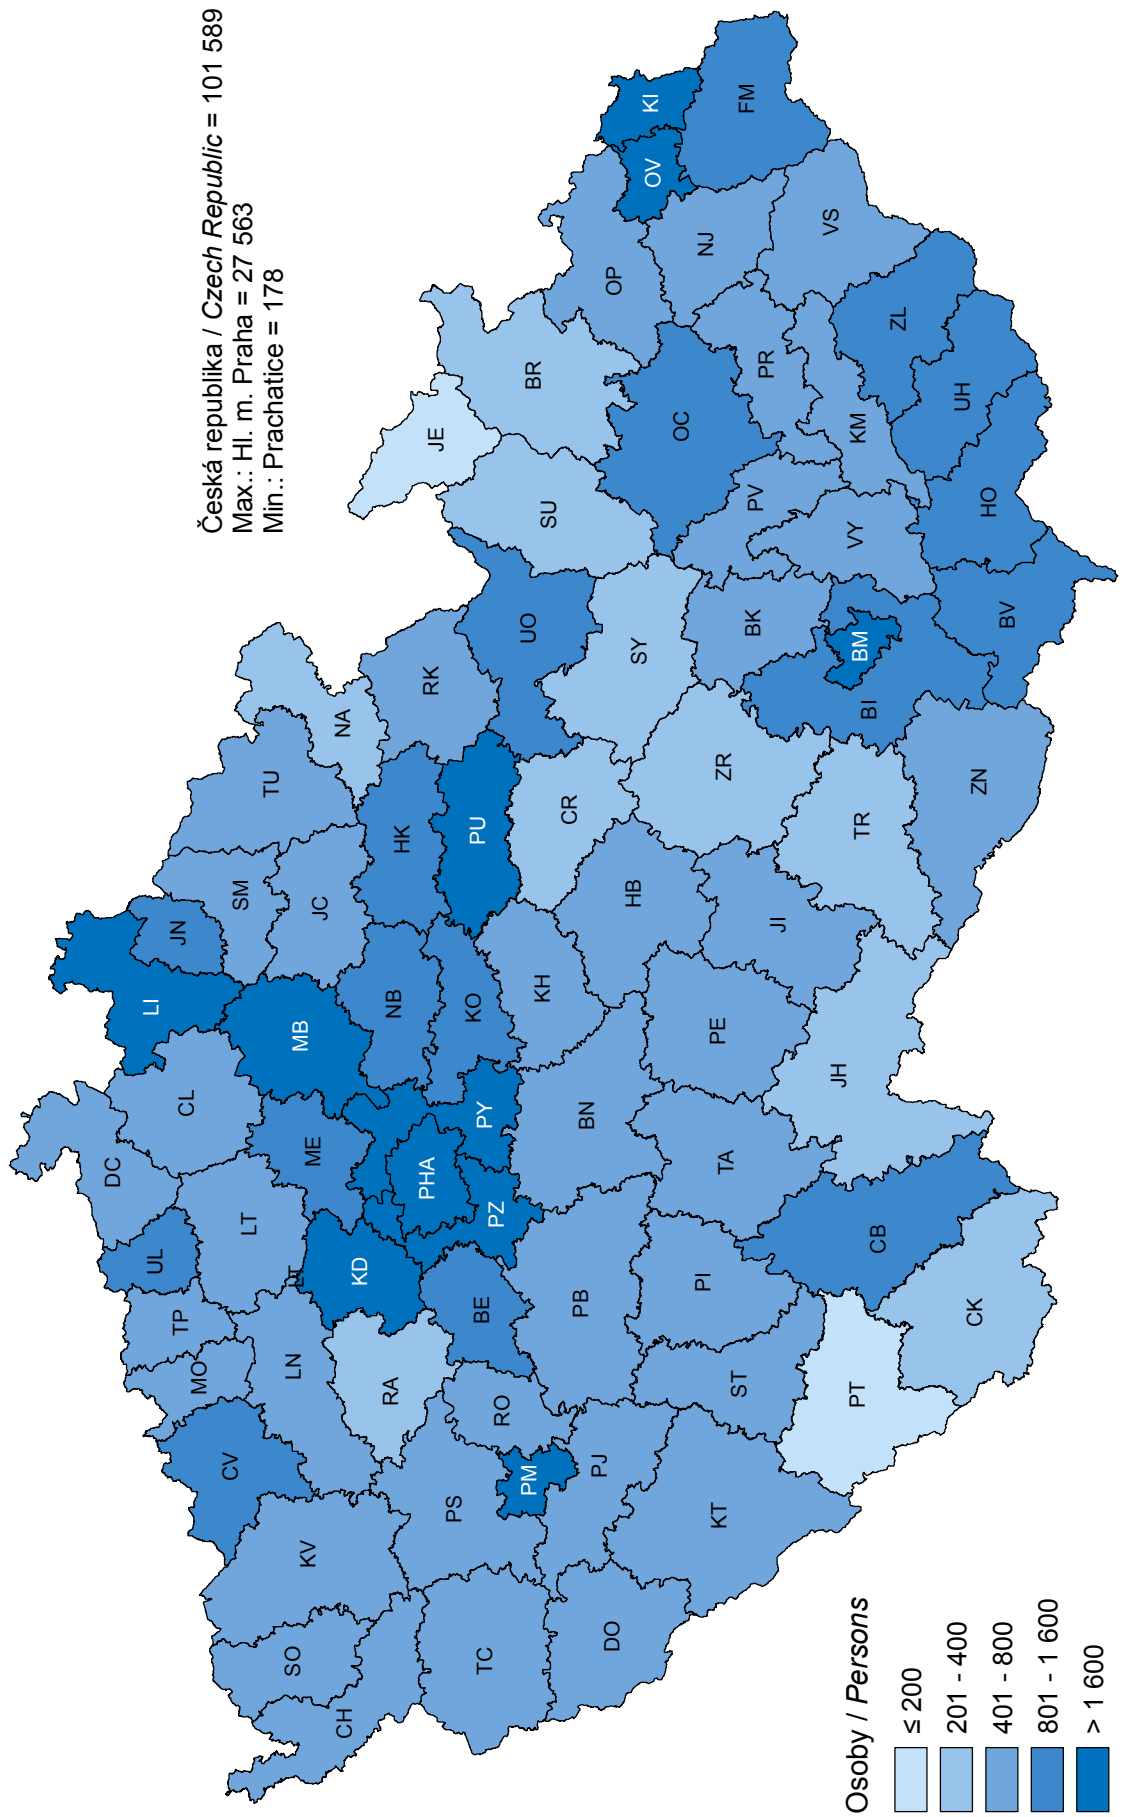 Česká republika / Czech Republic = 101 589
Max.: Hl. m. Praha = 27 563
Min.: Prachatice = 178
DC
LI
UL
CL
JN
TP
LT
SM
TU
MO
MB
CV
LN
LT
ME
JC
NA
SO
KV
KD
NB
HK
JE
CH
RA
PHA
RK
PS
BE
PZ
PY
KO
PU
UO
SU
BR
TC
RO
PM
KH
CR
OP
OV
KI
DO
PJ
PB
BN
HB
SY
OC
NJ
FM
KT
ST
PI
TA
PE
ZR
BK
PV
PR
VS
PT
CB
JH
JI
TR
BI
BM
VY
KM
ZL
CK
ZN
BV
HO
UH
Osoby / Persons
≤ 200
201 - 400
401 - 800
801 - 1 600
> 1 600